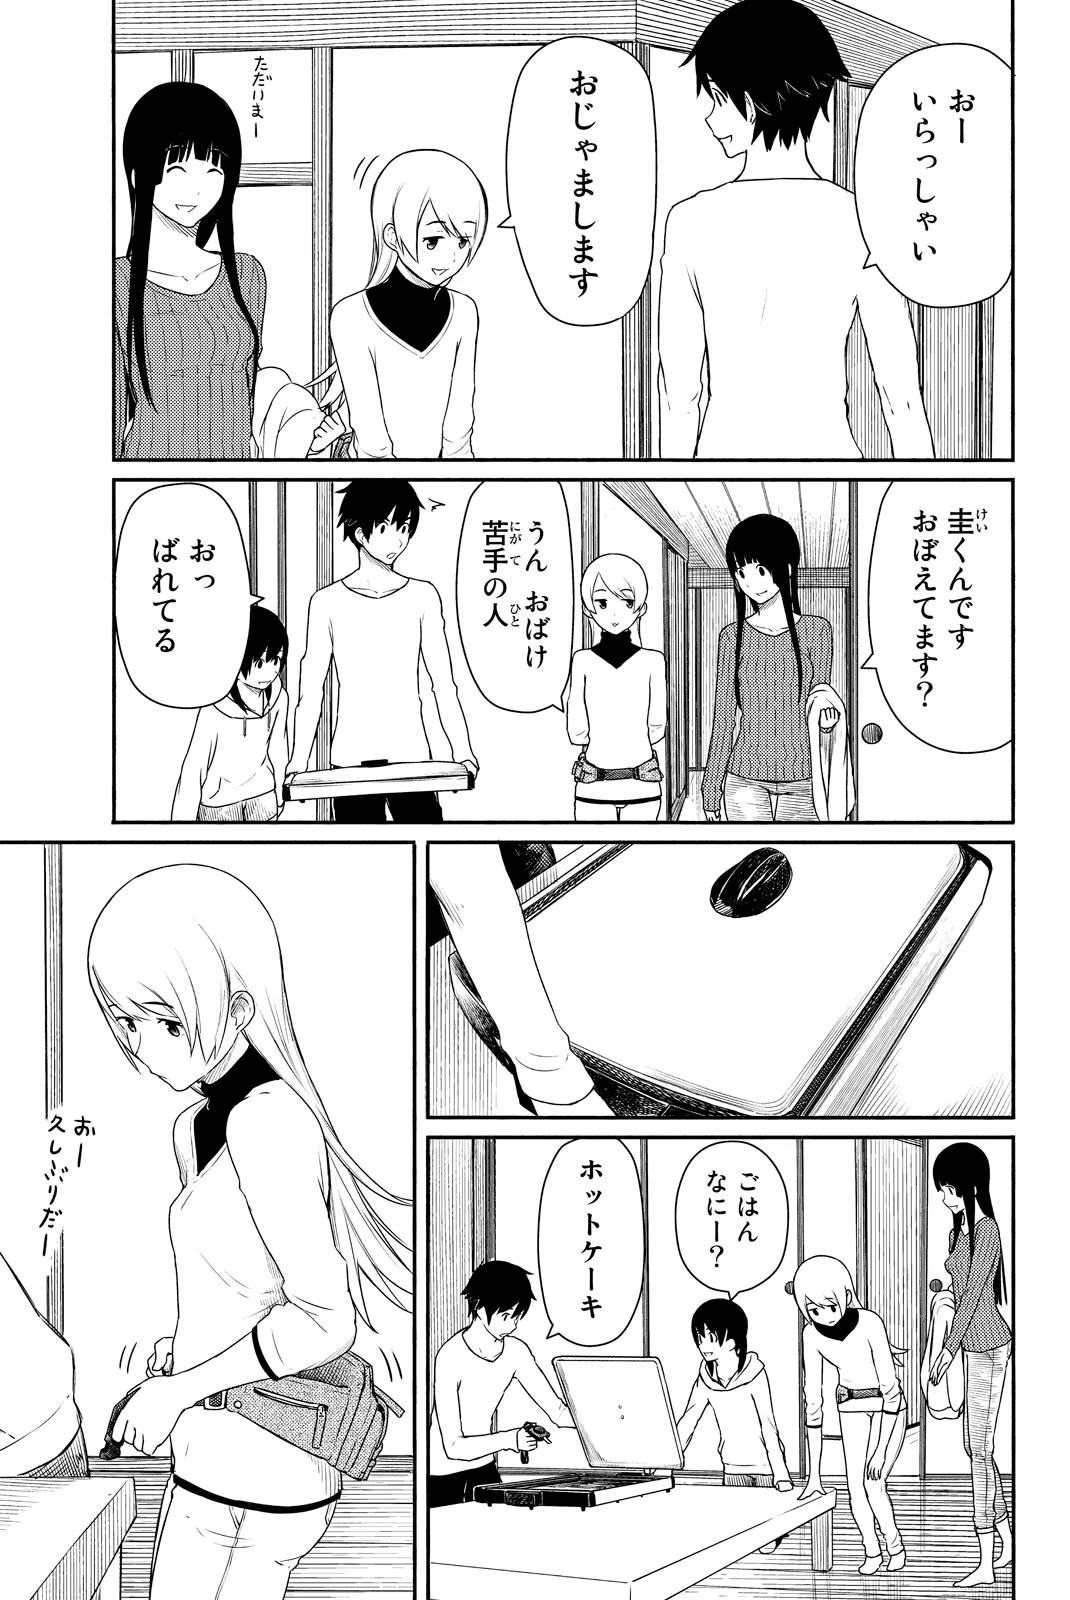 おー
いらっしゃい
おじゃまします
ただいまー
圭くんです
おぼえてます?
うん おばけ
苦手の人
おっ
ばれてる
ごはん
なにー?
ホットケーキ
おー
久しぶりだー